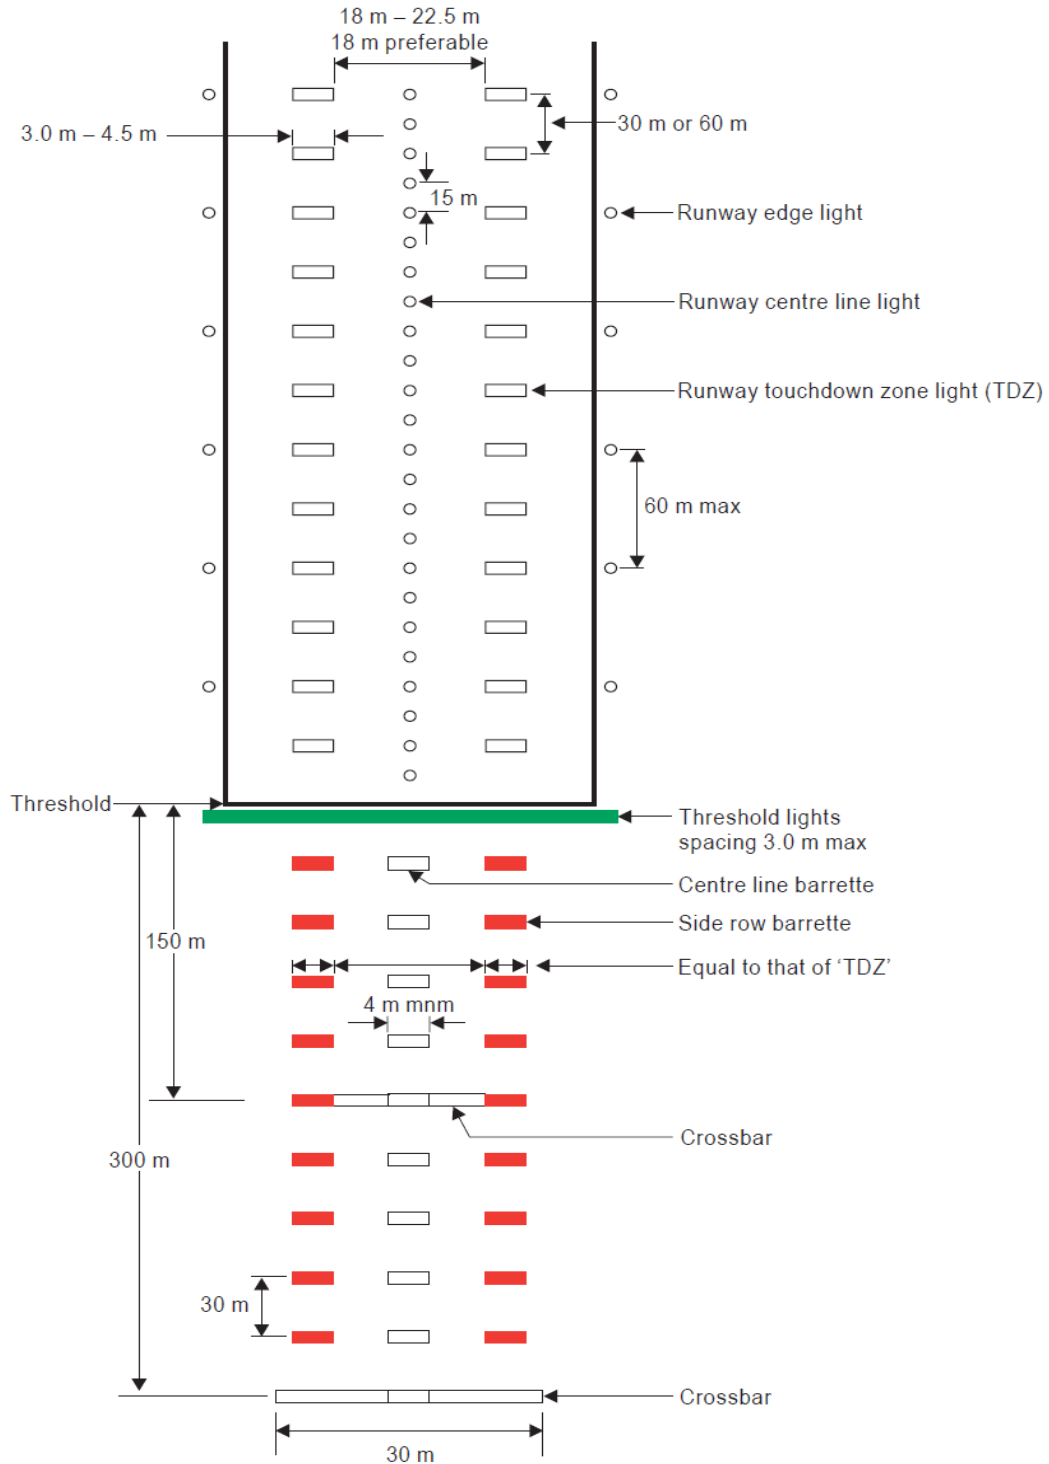 18 m – 22.5 m
18 m preferable
3.0 m – 4.5 m
30 m or 60 m
15 m
Runway edge light
Runway centre line light
Runway touchdown zone light (TDZ)
60 m max
Threshold
Threshold lights
spacing 3.0 m max
Centre line barrette
Side row barrette
150 m
Equal to that of ‘TDZ’
4 m mnm
Crossbar
300 m
30 m
Crossbar
30 m